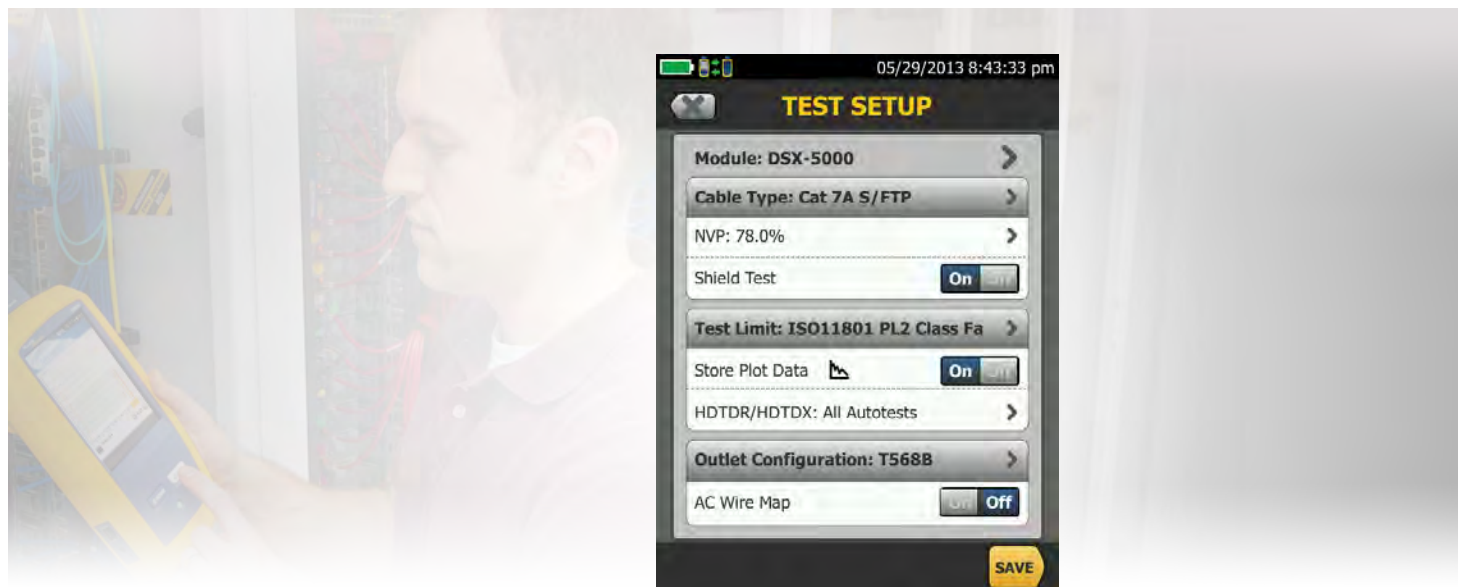 05/29/2013 8:43:33 pm
TEST SETUP
Module: DSX-5000
Cable Type: Cat 7A S/FTP
NVP: 78.0%
Shield Test On
Test Limit: ISO11801 PL2 Class Fa
Store Plot Data On
HDTDR/HDTDX: All Autotests
Outlet Configuration: T568B
AC Wire Map On Off
SAVE